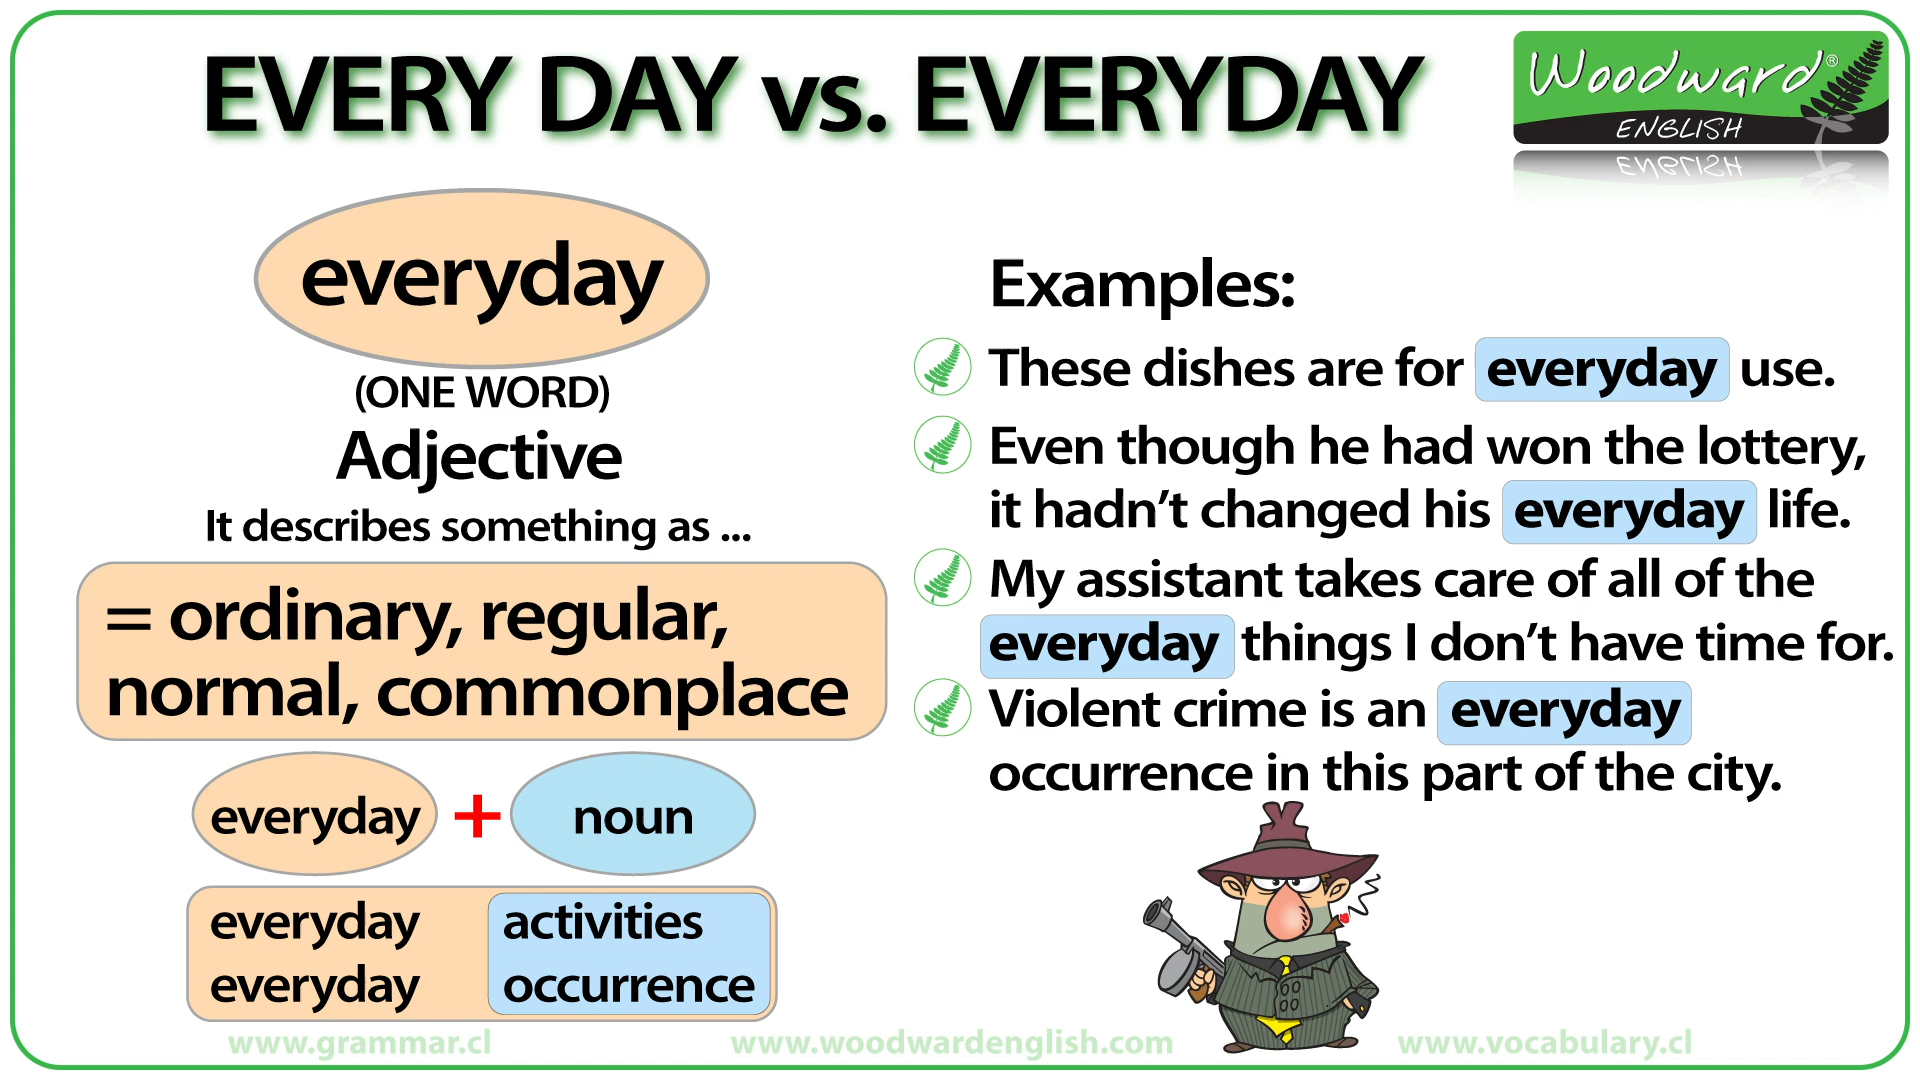 EVERY DAY vs. EVERYDAY
Woodward®
ENGLISH
everyday
(ONE WORD)
Adjective
It describes something as ...
= ordinary, regular,
normal, commonplace
everyday + noun
everyday activities
everyday occurrence
Examples:
These dishes are for everyday use.
Even though he had won the lottery,
it hadn’t changed his everyday life.
My assistant takes care of all of the
everyday things I don’t have time for.
Violent crime is an everyday
occurrence in this part of the city.
www.grammar.cl
www.woodwardenglish.com
www.vocabulary.cl